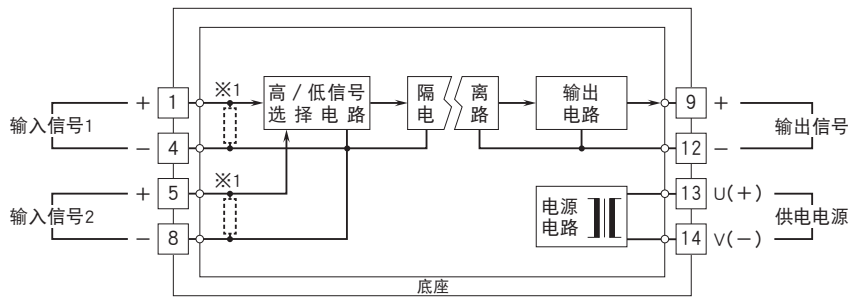 输入信号1
+ 1
- 4
※1
高/低信号
选择电路
隔离
电路
输出
电路
9 +
12 -
输出信号
输入信号2
+ 5
- 8
※1
电源
电路
13 U(+)
14 V(-)
供电电源
底座